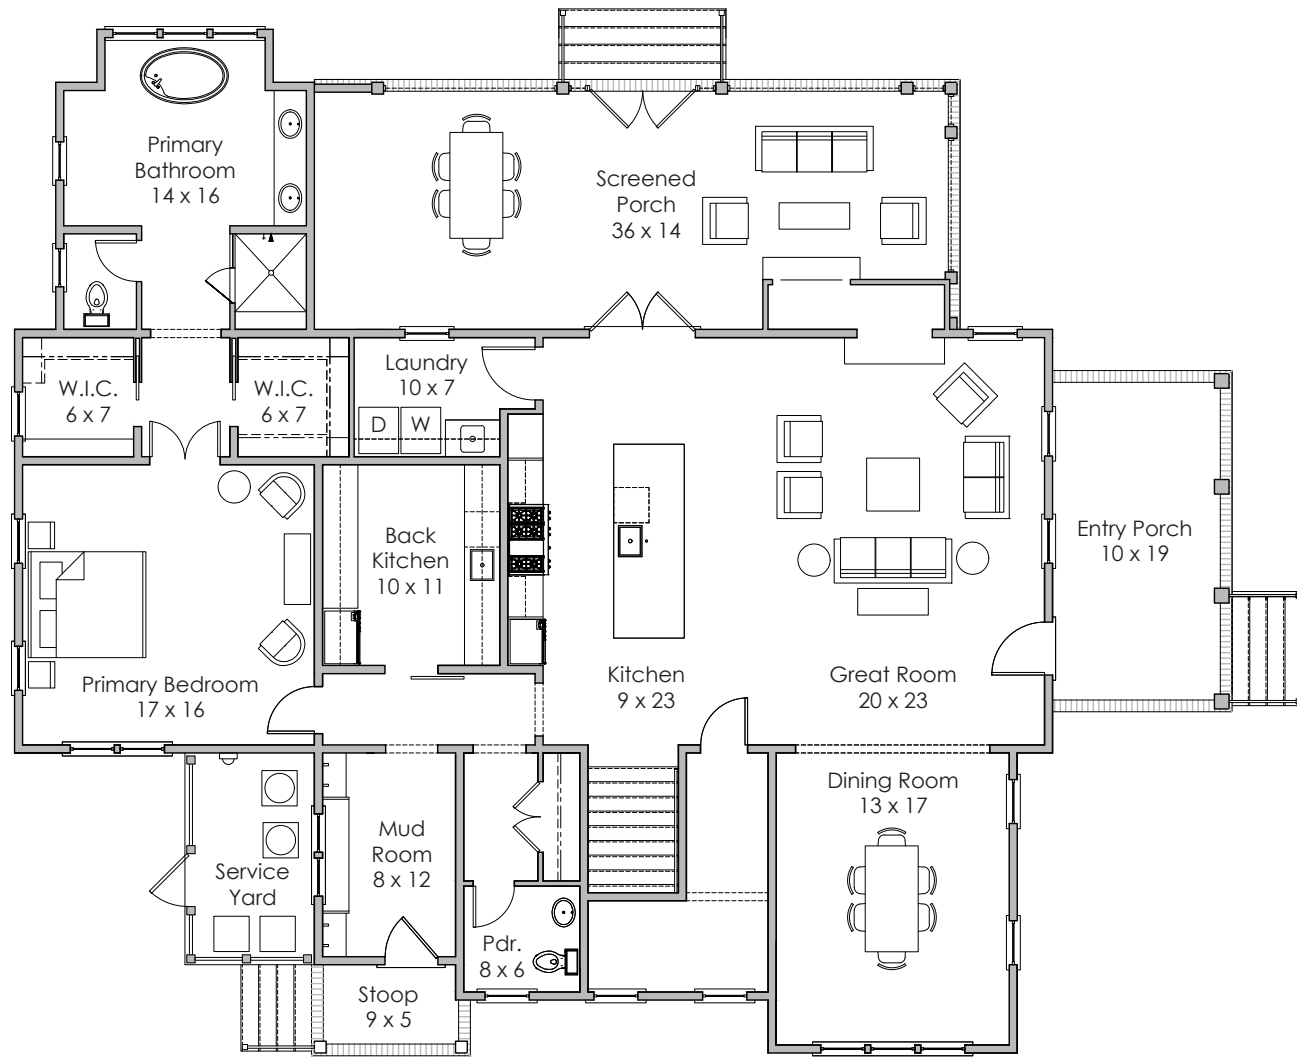 Primary
Bathroom
14 x 16
Screened
Porch
36 x 14
W.I.C.
6 x 7
W.I.C.
6 x 7
Laundry
10 x 7
D
W
Back
Kitchen
10 x 11
Entry Porch
10 x 19
Primary Bedroom
17 x 16
Kitchen
9 x 23
Great Room
20 x 23
Dining Room
13 x 17
Mud
Room
8 x 12
Service
Yard
Pdr.
8 x 6
Stoop
9 x 5